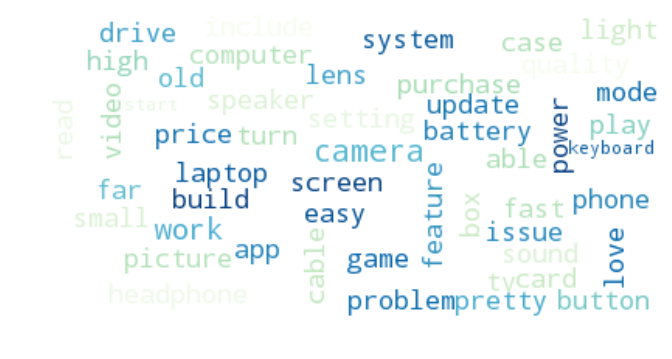 drive include system case light
high computer quality
old lens purchase mode
video start speaker update
read setting battery power play
price turn camera able keyboard
laptop screen
far build feature box fast phone
small work easy issue
picture app cable game sound love
tv card
headphone problem pretty button